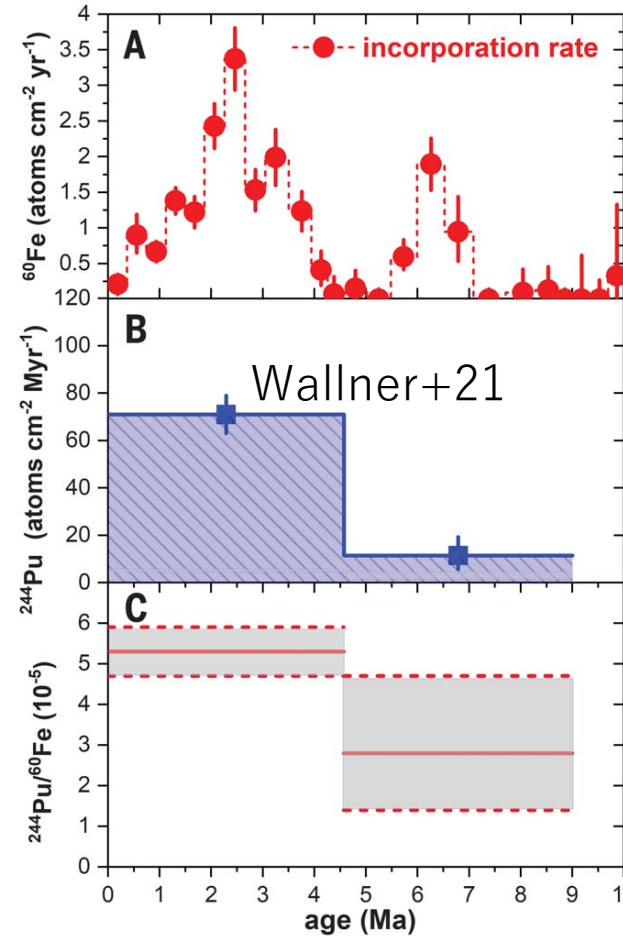 4
A
incorporation rate
3.5
3
2.5
2
1.5
1
0.5
⁶⁰Fe (atoms cm⁻² yr⁻¹)
120
B
100
Wallner+21
80
60
40
20
0
²⁴⁴Pu (atoms cm⁻² Myr⁻¹)
C
6
5
4
3
2
1
0
²⁴⁴Pu/⁶⁰Fe (10⁻⁵)
0 1 2 3 4 5 6 7 8 9 1
age (Ma)